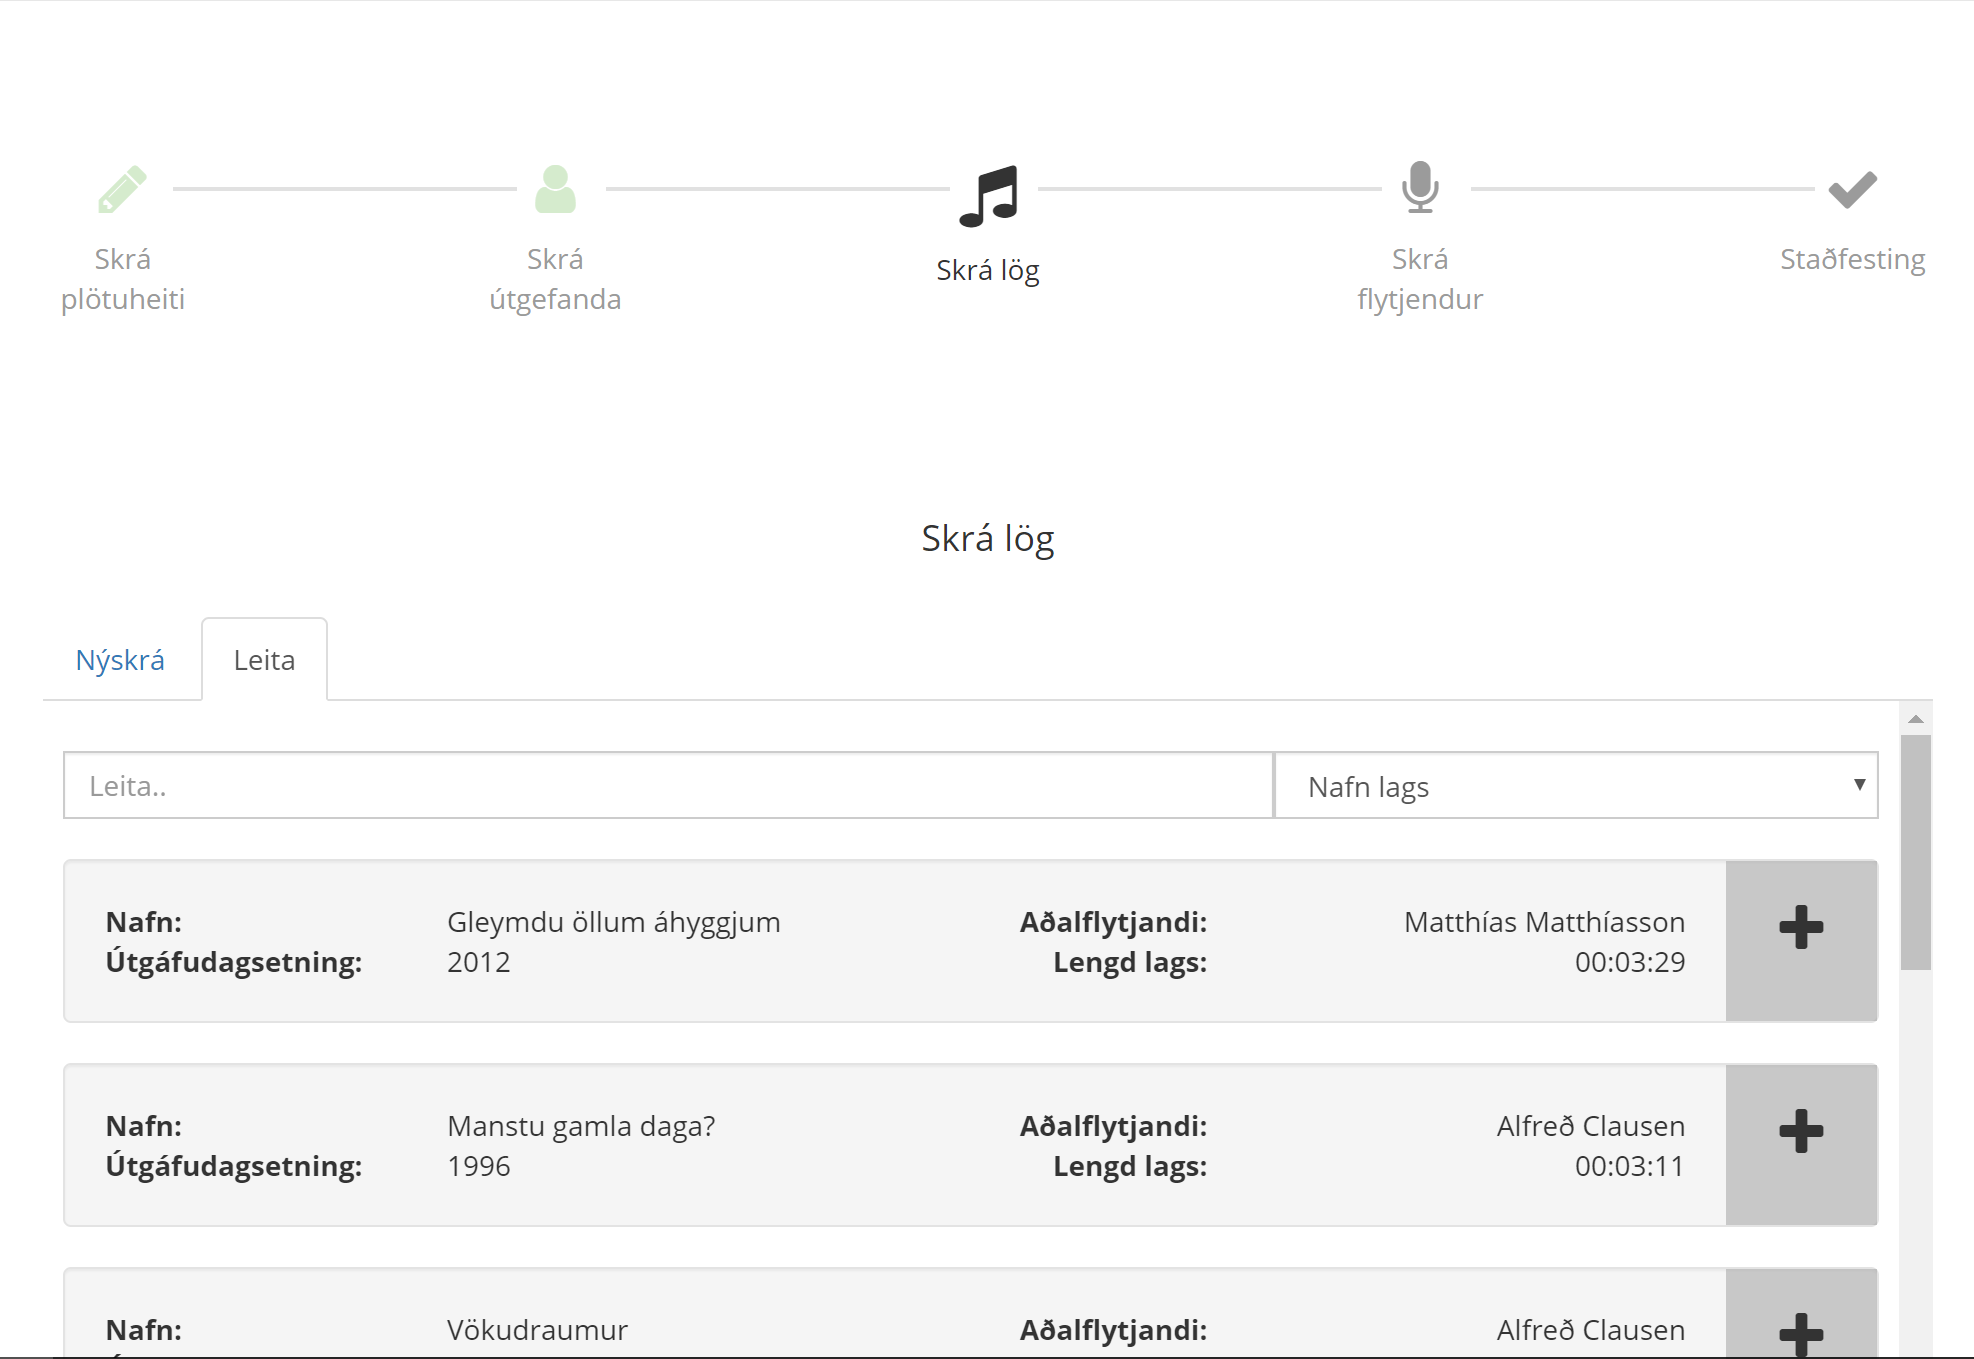 Skrá
plötuheiti
Skrá
útgefanda
Skrá lög
Skrá
flytjendur
Staðfesting
Skrá lög
Nýskrá
Leita
Leita..
Nafn lags
Nafn: Gleymdu öllum áhyggjum Aðalflytjandi: Matthías Matthíasson
Útgáfudagsetning: 2012 Lengd lags: 00:03:29
Nafn: Manstu gamla daga? Aðalflytjandi: Alfreð Clausen
Útgáfudagsetning: 1996 Lengd lags: 00:03:11
Nafn: Vökudraumur Aðalflytjandi: Alfreð Clausen